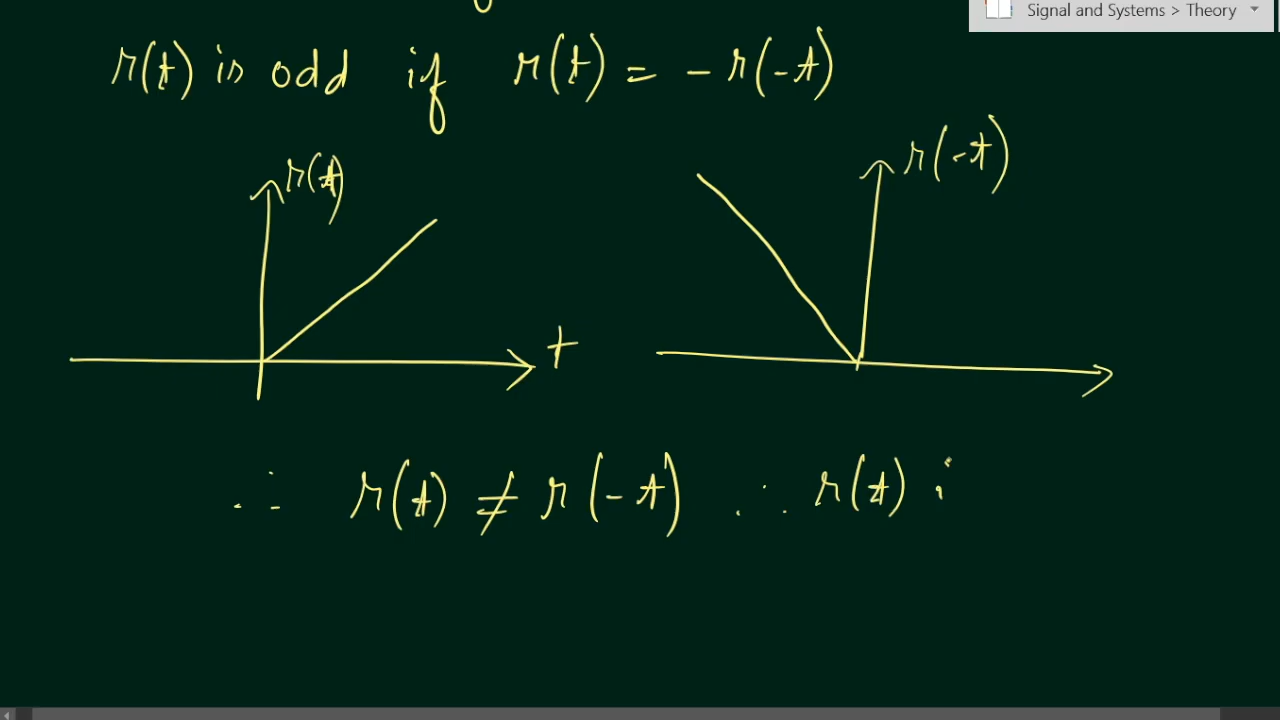 Signal and Systems > Theory
r(t) is odd if r(t) = - r(-t)
r(t) r(-t)
t
∴ r(t) ≠ r(-t) ∴ r(t) i